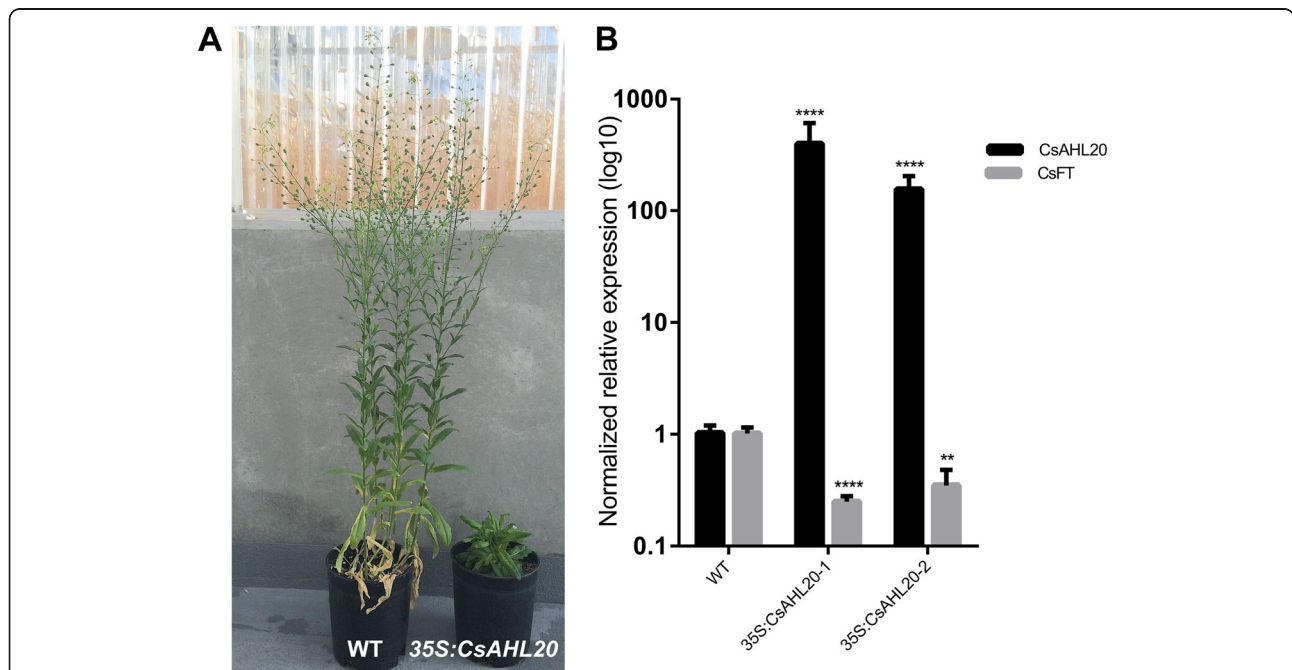 A
WT 35S:CsAHL20
B
Normalized relative expression (log10)
1000
100
10
1
0.1
****
****
****
**
WT
35S:CsAHL20-1
35S:CsAHL20-2
CsAHL20
CsFT